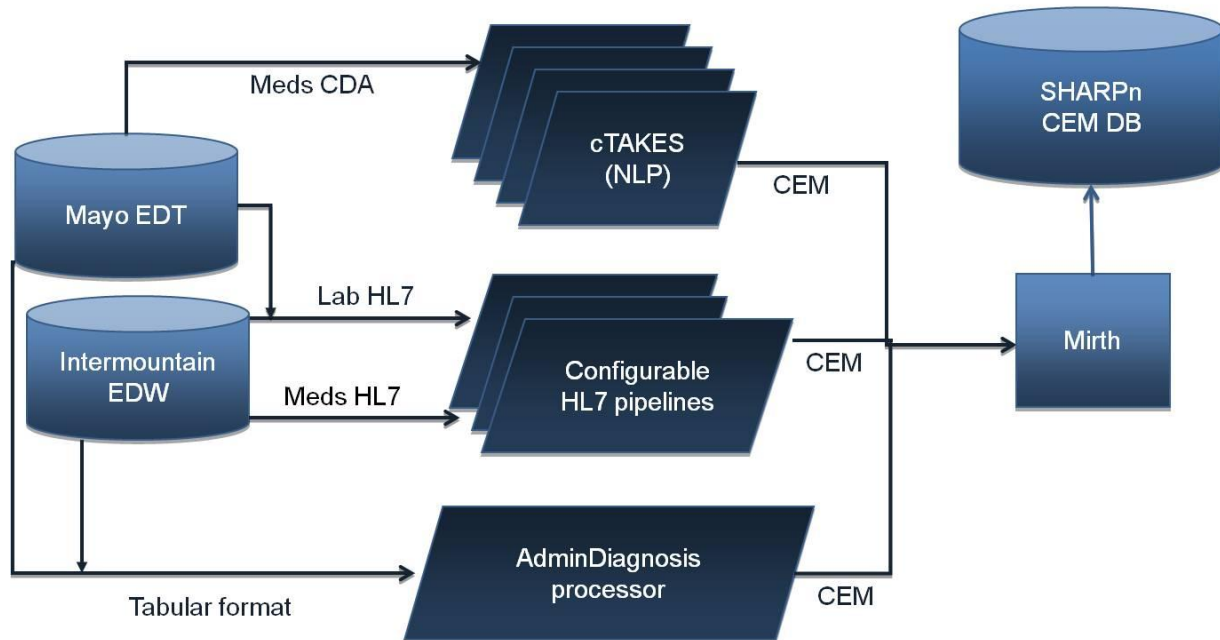 Meds CDA
cTAKES
(NLP)
CEM
SHARPn
CEM DB
Mayo EDT
Lab HL7
Intermountain
EDW
Meds HL7
Configurable
HL7 pipelines
CEM
Mirth
AdminDiagnosis
processor
Tabular format
CEM